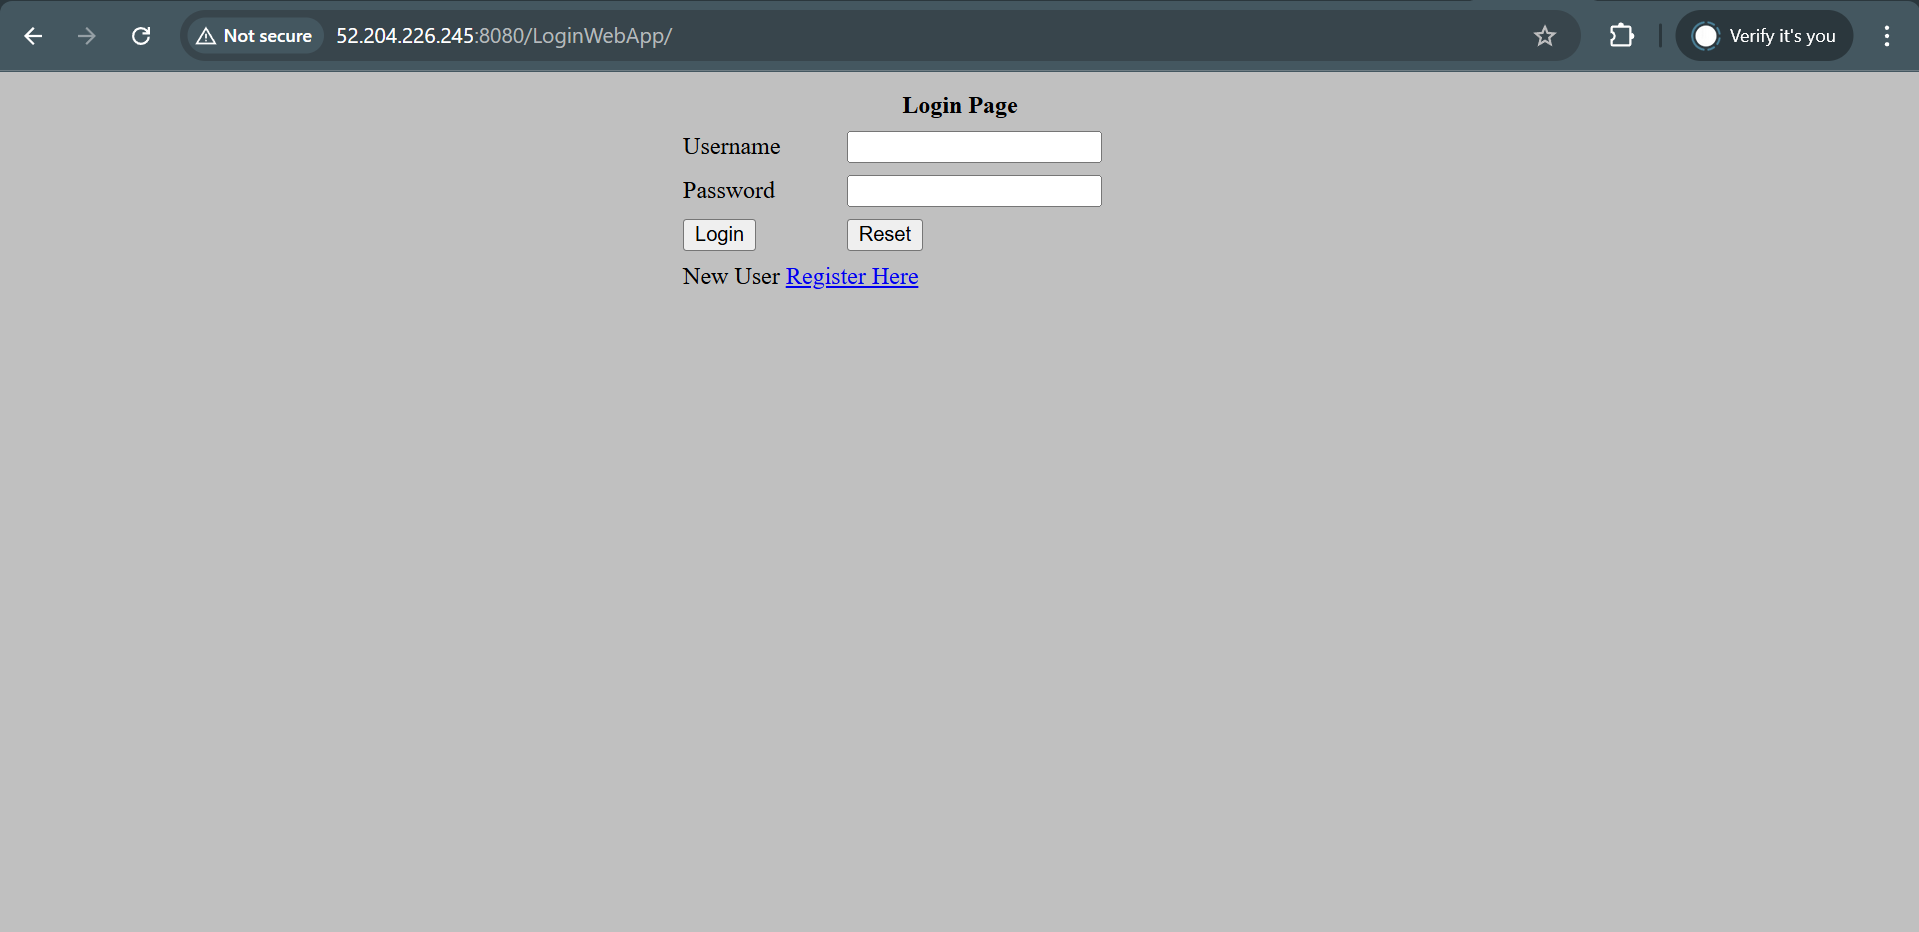 Not secure 52.204.226.245:8080/LoginWebApp/ Verify it's you
Login Page
Username
Password
Login Reset
New User Register Here